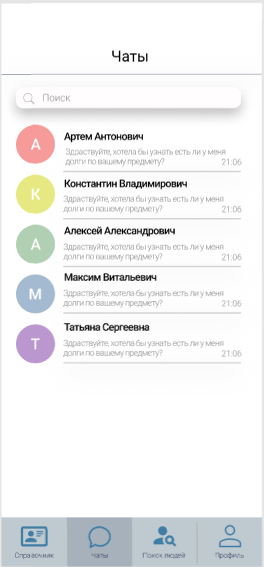 Чаты
Поиск
А
Артем Антонович
Здраствуйте, хотела бы узнать есть ли у меня
долги по вашему предмету?
21:06
К
Константин Владимирович
Здраствуйте, хотела бы узнать есть ли у меня
долги по вашему предмету?
21:06
А
Алексей Александрович
Здраствуйте, хотела бы узнать есть ли у меня
долги по вашему предмету?
21:06
М
Максим Витальевич
Здраствуйте, хотела бы узнать есть ли у меня
долги по вашему предмету?
21:06
Т
Татьяна Сергеевна
Здраствуйте, хотела бы узнать есть ли у меня
долги по вашему предмету?
21:06
Справочник
Чаты
Поиск людей
Профиль